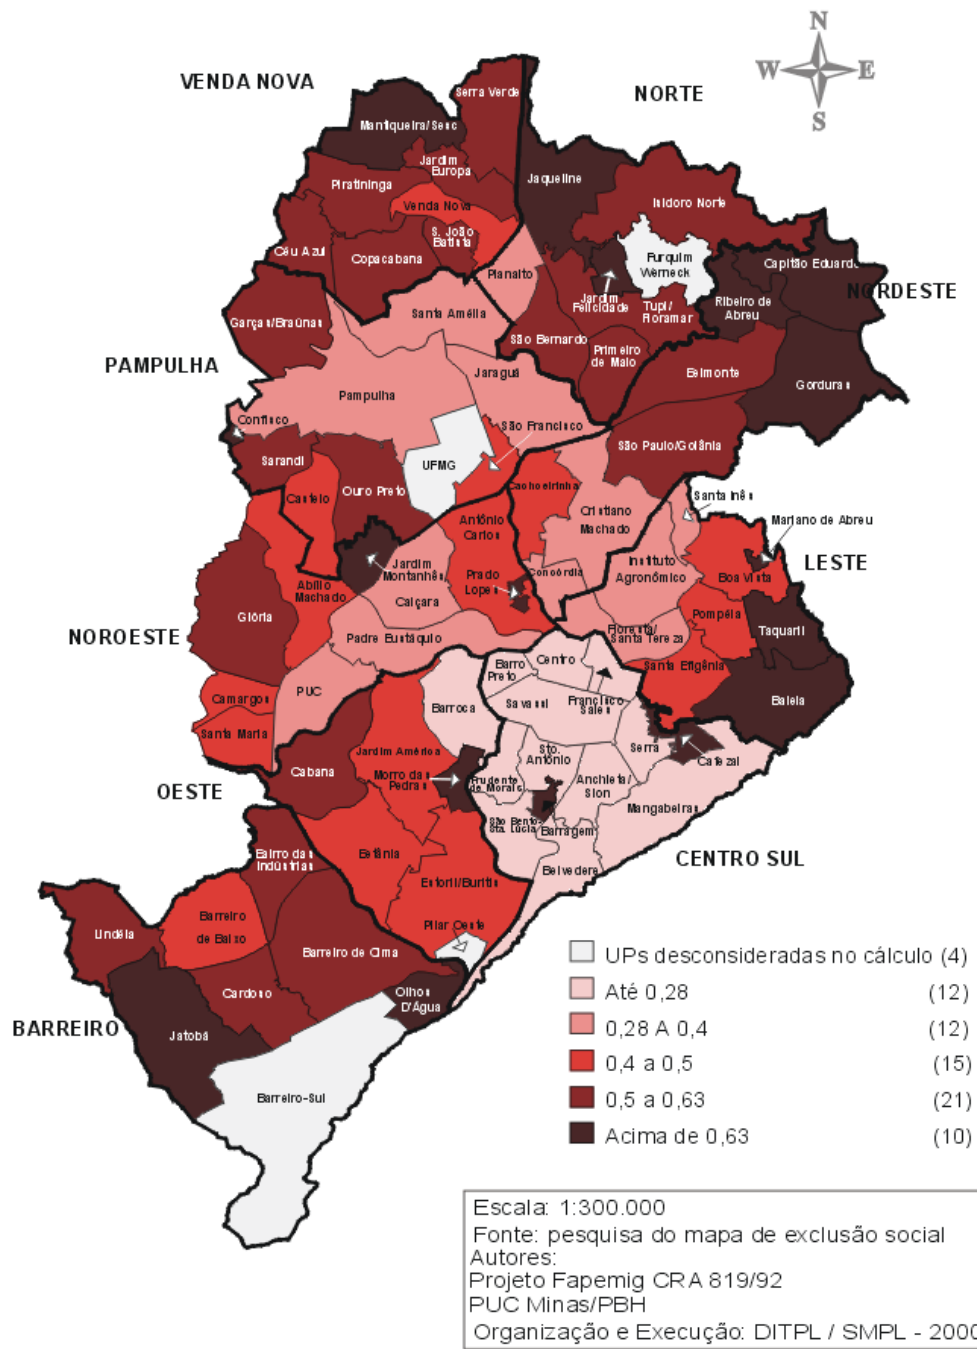 N
W E
S
VENDA NOVA
NORTE
Serra Verde
Mantiqueira/Sesc
Jardim
Europa
Jaqueline
Piratininga
Isidoro Norte
Venda Nova
S. João
Batista
Céu Azul
Copacabana
Furquim
Werneck
Capitão Eduardo
Planalto
NORDESTE
Jardim
Felicidade
Tupi/
Floramar
Ribeiro de
Abreu
Garças/Braúnas
Santa Amélia
São Bernardo
Primeiro
de Maio
PAMPULHA
Jaraguá
Belmonte
Gorduras
Pampulha
Confisco
São Francisco
São Paulo/Goiânia
Sarandi
UFMG
Castelo
Ouro Preto
Cachoeirinha
Santa Inês
Cristiano
Machado
Mariano de Abreu
Antônio
Carlos
LESTE
Jardim
Montanhês
Instituto
Agronômico
Boa Vista
Concórdia
Prado
Lopes
Abílio
Machado
Caiçara
Glória
NOROESTE
Pompéia
Taquaril
Padre Eustáquio
Floresta/
Santa Tereza
Centro
Barro
Preto
Santa Efigênia
PUC
Camargos
Baleia
Barroca
Savassi
Francisco
Sales
Santa Maria
Serra
Cafezal
Jardim América
Sto.
Antônio
Cabana
Morro das
Pedras
Prudente
de Morais
Anchieta/
Sion
OESTE
Mangabeiras
São Bento-
Sta. Lúcia
Barragem
Bairro das
Indústrias
Betânia
CENTRO SUL
Belvedere
Estoril/Buritis
Barreiro
de Baixo
Pilar Oeste
Lindéia
Barreiro de Cima
Cardoso
Olhos
D'Água
BARREIRO
Jatobá
Barreiro-Sul
UPs desconsideradas no cálculo (4)
Até 0,28 (12)
0,28 A 0,4 (12)
0,4 a 0,5 (15)
0,5 a 0,63 (21)
Acima de 0,63 (10)
Escala: 1:300.000
Fonte: pesquisa do mapa de exclusão social
Autores:
Projeto Fapemig CRA 819/92
PUC Minas/PBH
Organização e Execução: DITPL / SMPL - 2000